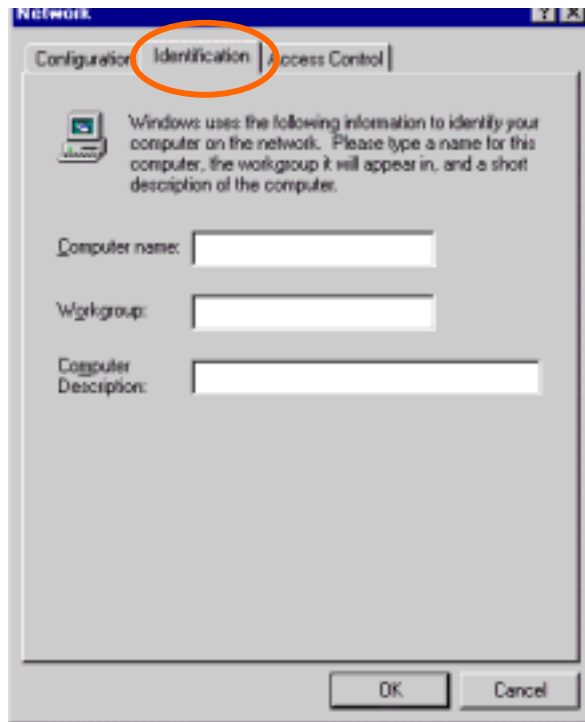 Network
Configuration Identification Access Control
Windows uses the following information to identify your
computer on the network. Please type a name for this
computer, the workgroup it will appear in, and a short
description of the computer.
Computer name:
Workgroup:
Computer
Description:
OK Cancel